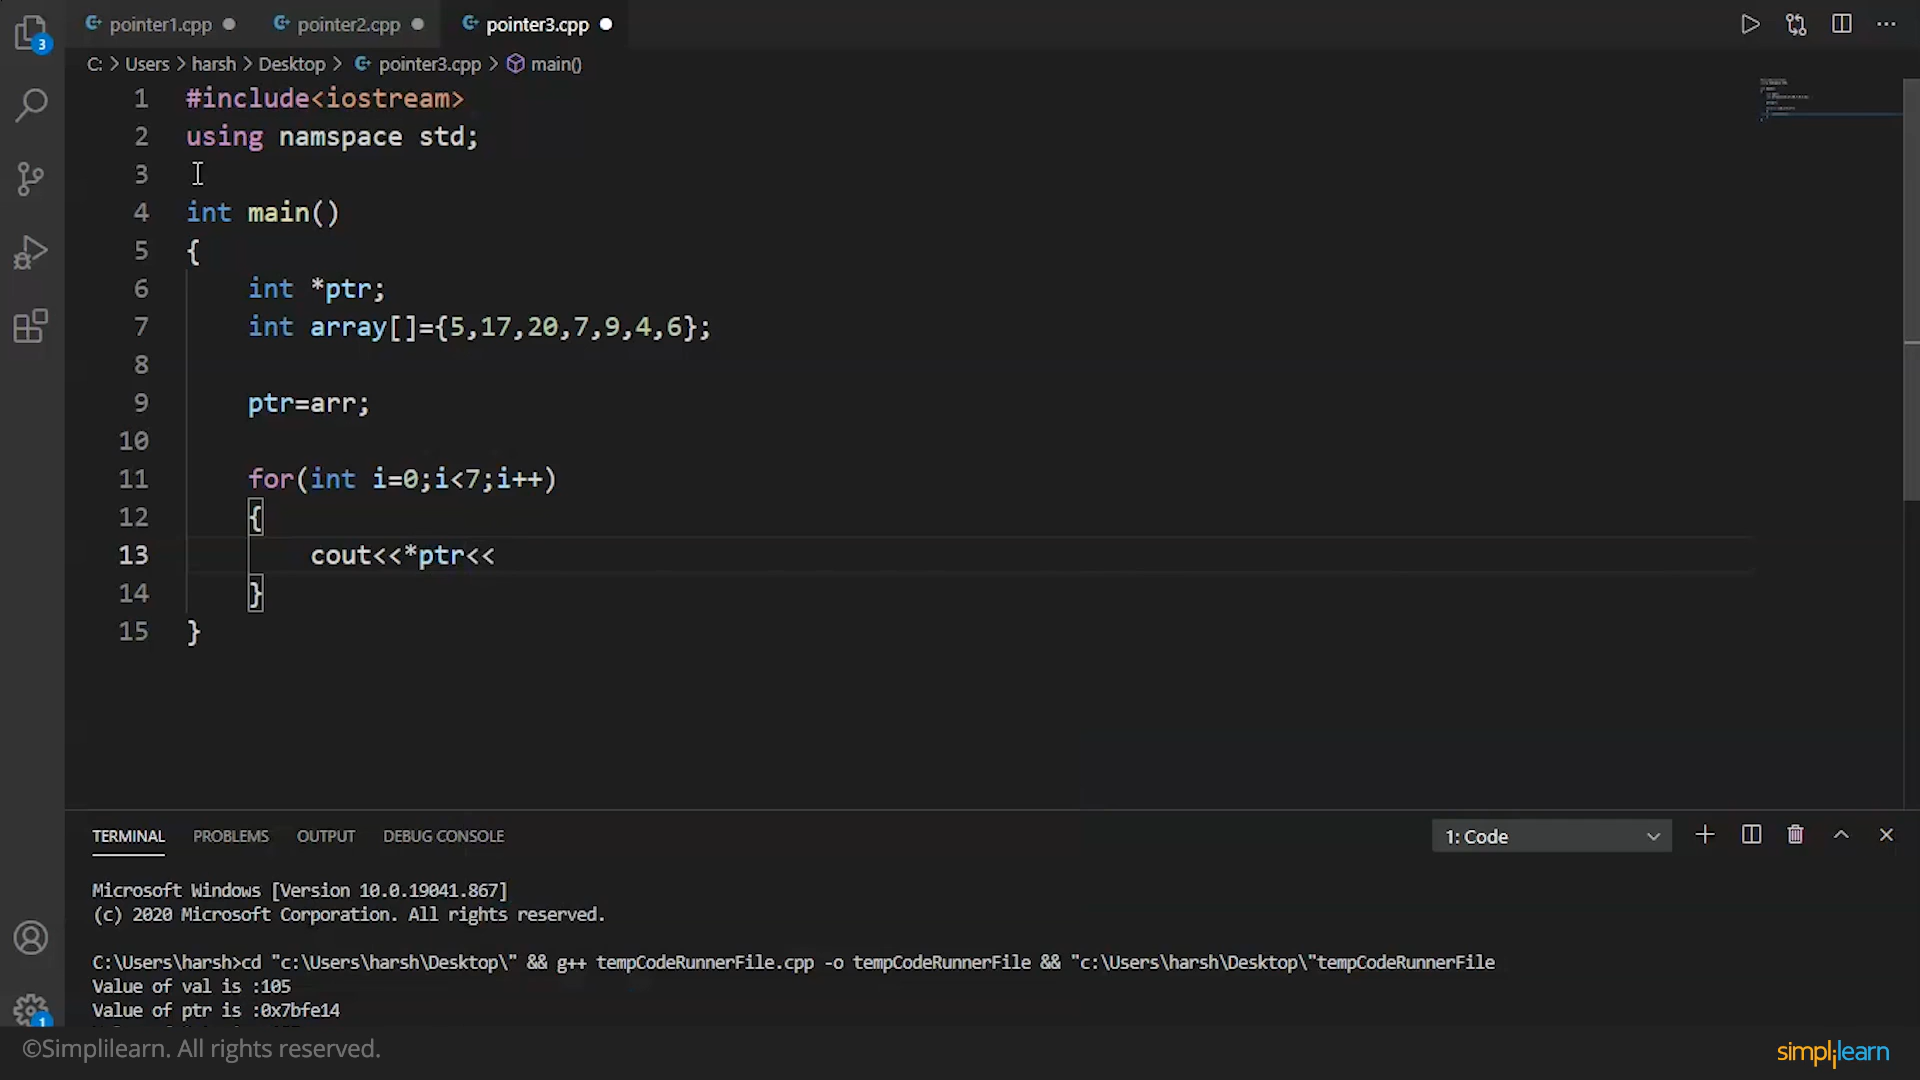 pointer1.cpp pointer2.cpp pointer3.cpp
3
C: > Users > harsh > Desktop > pointer3.cpp > main()
1 #include<iostream>
2 using namspace std;
3
4 int main()
5 {
6 int *ptr;
7 int array[]={5,17,20,7,9,4,6};
8
9 ptr=arr;
10
11 for(int i=0;i<7;i++)
12 {
13 cout<<*ptr<<
14 }
15 }
TERMINAL PROBLEMS OUTPUT DEBUG CONSOLE 1: Code
Microsoft Windows [Version 10.0.19041.867]
(c) 2020 Microsoft Corporation. All rights reserved.
C:\Users\harsh>cd "c:\Users\harsh\Desktop\" && g++ tempCodeRunnerFile.cpp -o tempCodeRunnerFile && "c:\Users\harsh\Desktop\"tempCodeRunnerFile
Value of val is :105
Value of ptr is :0x7bfe14
1
©Simplilearn. All rights reserved.
simplilearn